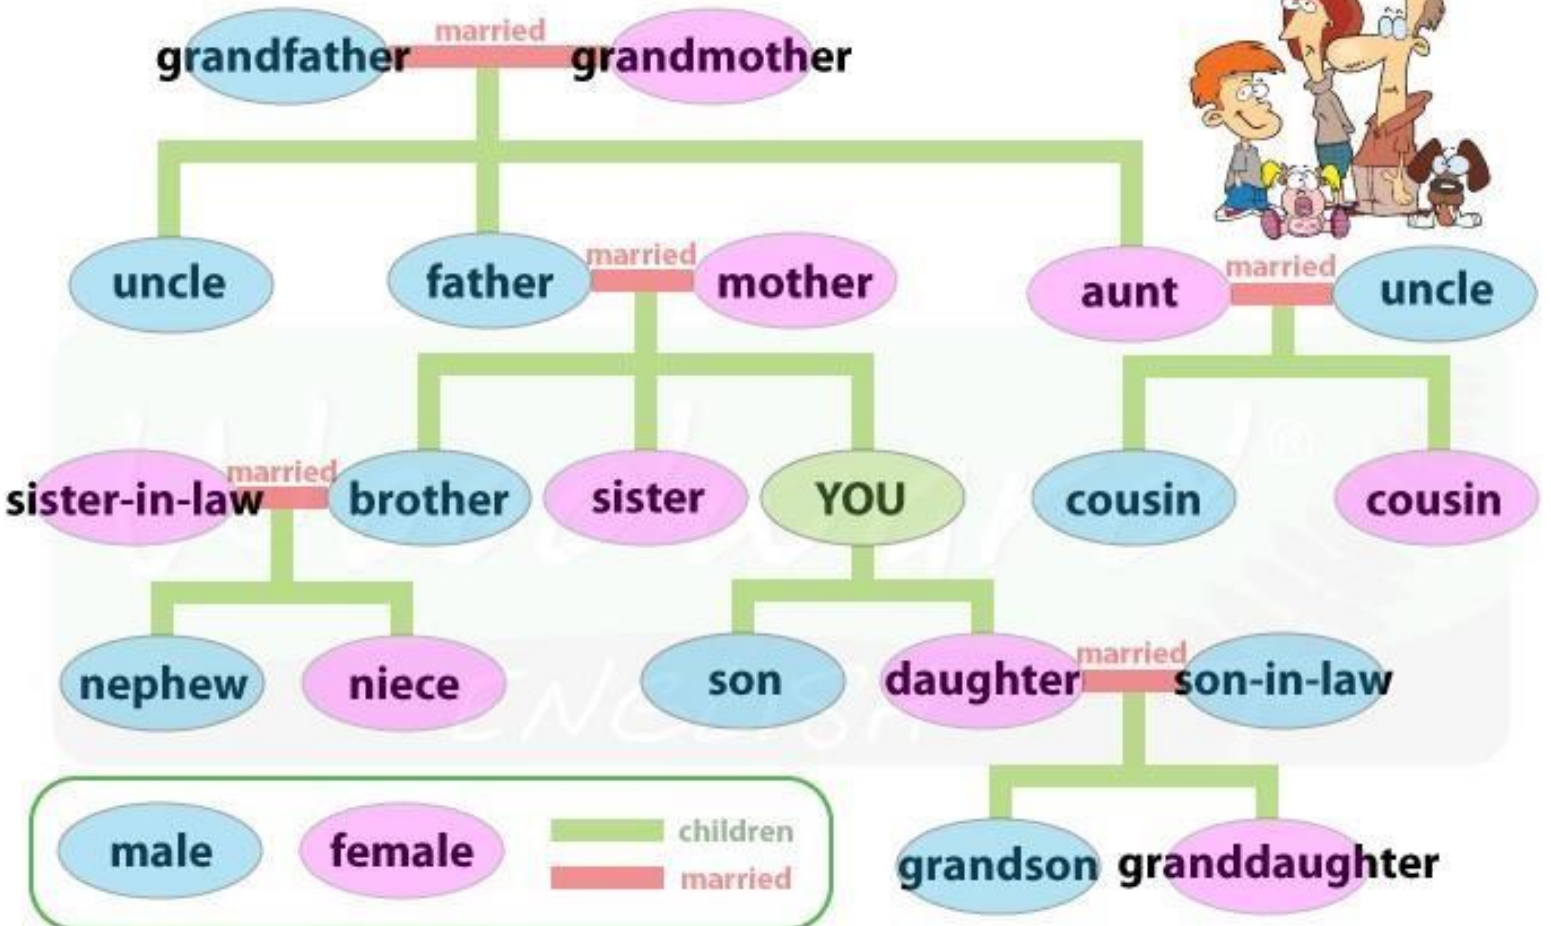 married
grandfather grandmother
married married
uncle father mother aunt uncle
married
sister-in-law brother sister YOU cousin cousin
married
nephew niece son daughter son-in-law
ENGLISH
male female children
married
grandson granddaughter